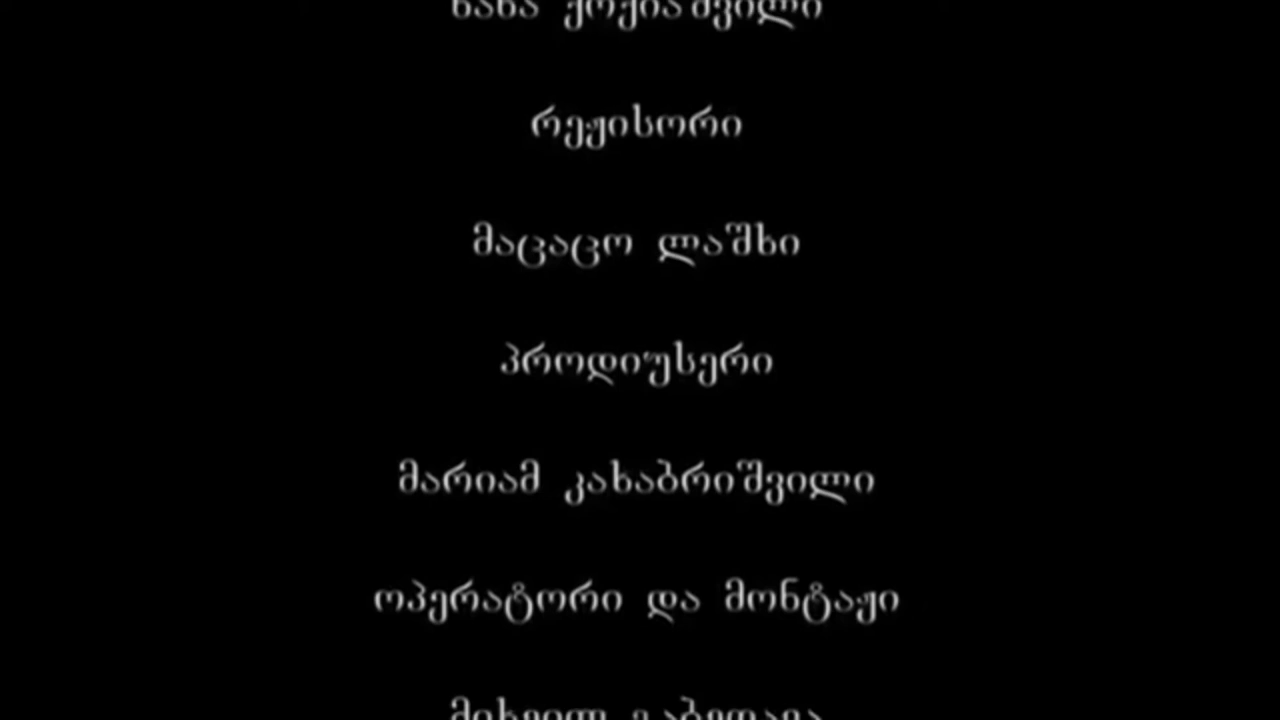 რეჟისორი
მაცაცო ლაშხი
პროდიუსერი
მარიამ კახაბრიშვილი
ოპერატორი და მონტაჟი